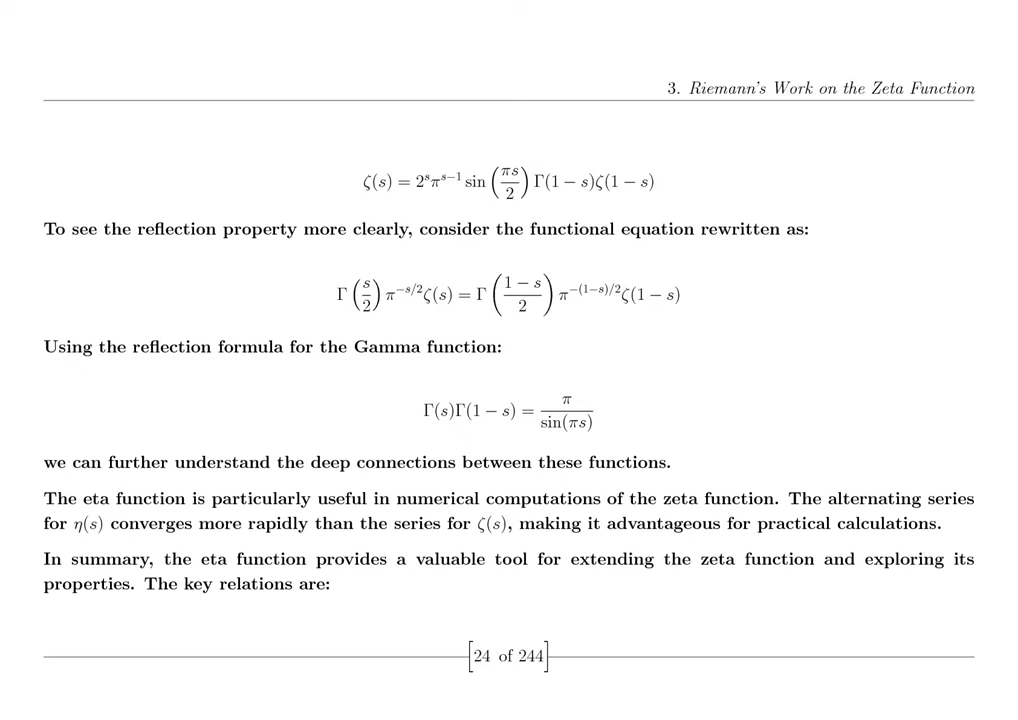 3. Riemann's Work on the Zeta Function
ζ(s) = 2^s π^{s−1} sin (πs/2) Γ(1 − s)ζ(1 − s)
To see the reflection property more clearly, consider the functional equation rewritten as:
Γ (s/2) π^{−s/2} ζ(s) = Γ ((1 − s)/2) π^{−(1−s)/2} ζ(1 − s)
Using the reflection formula for the Gamma function:
Γ(s)Γ(1 − s) = π/sin(πs)
we can further understand the deep connections between these functions.
The eta function is particularly useful in numerical computations of the zeta function. The alternating series
for η(s) converges more rapidly than the series for ζ(s), making it advantageous for practical calculations.
In summary, the eta function provides a valuable tool for extending the zeta function and exploring its
properties. The key relations are:
[24 of 244]